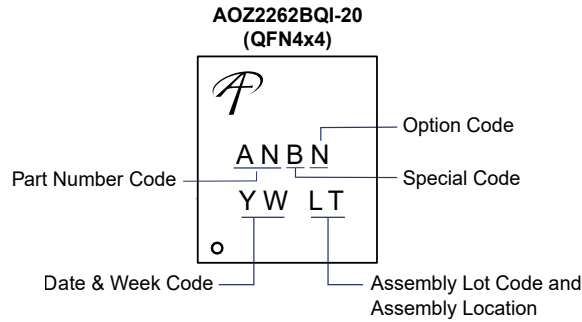 AOZ2262BQI-20
(QFN4x4)
Option Code
A N B N
Part Number Code
Special Code
Y W L T
Date & Week Code
Assembly Lot Code and
Assembly Location